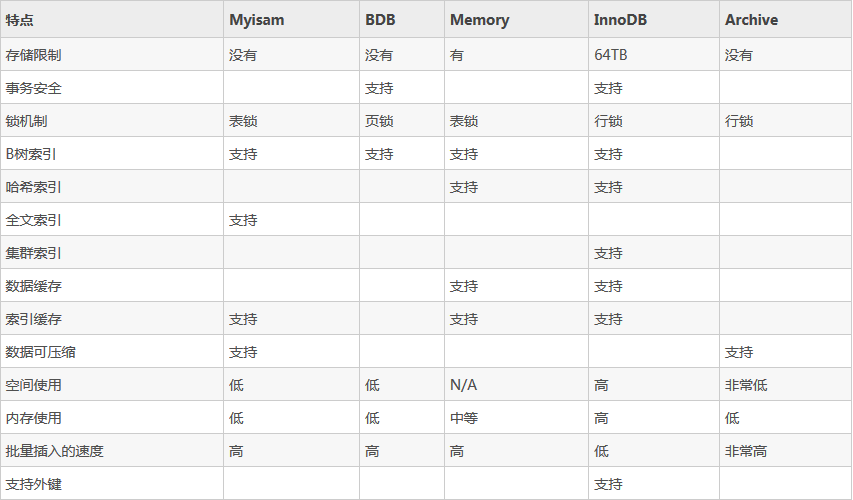 特点 Myisam BDB Memory InnoDB Archive
存储限制 没有 没有 有 64TB 没有
事务安全 支持 支持
锁机制 表锁 页锁 表锁 行锁 行锁
B树索引 支持 支持 支持 支持
哈希索引 支持 支持
全文索引 支持
集群索引 支持
数据缓存 支持 支持
索引缓存 支持 支持 支持
数据可压缩 支持 支持
空间使用 低 低 N/A 高 非常低
内存使用 低 低 中等 高 低
批量插入的速度 高 高 高 低 非常高
支持外键 支持